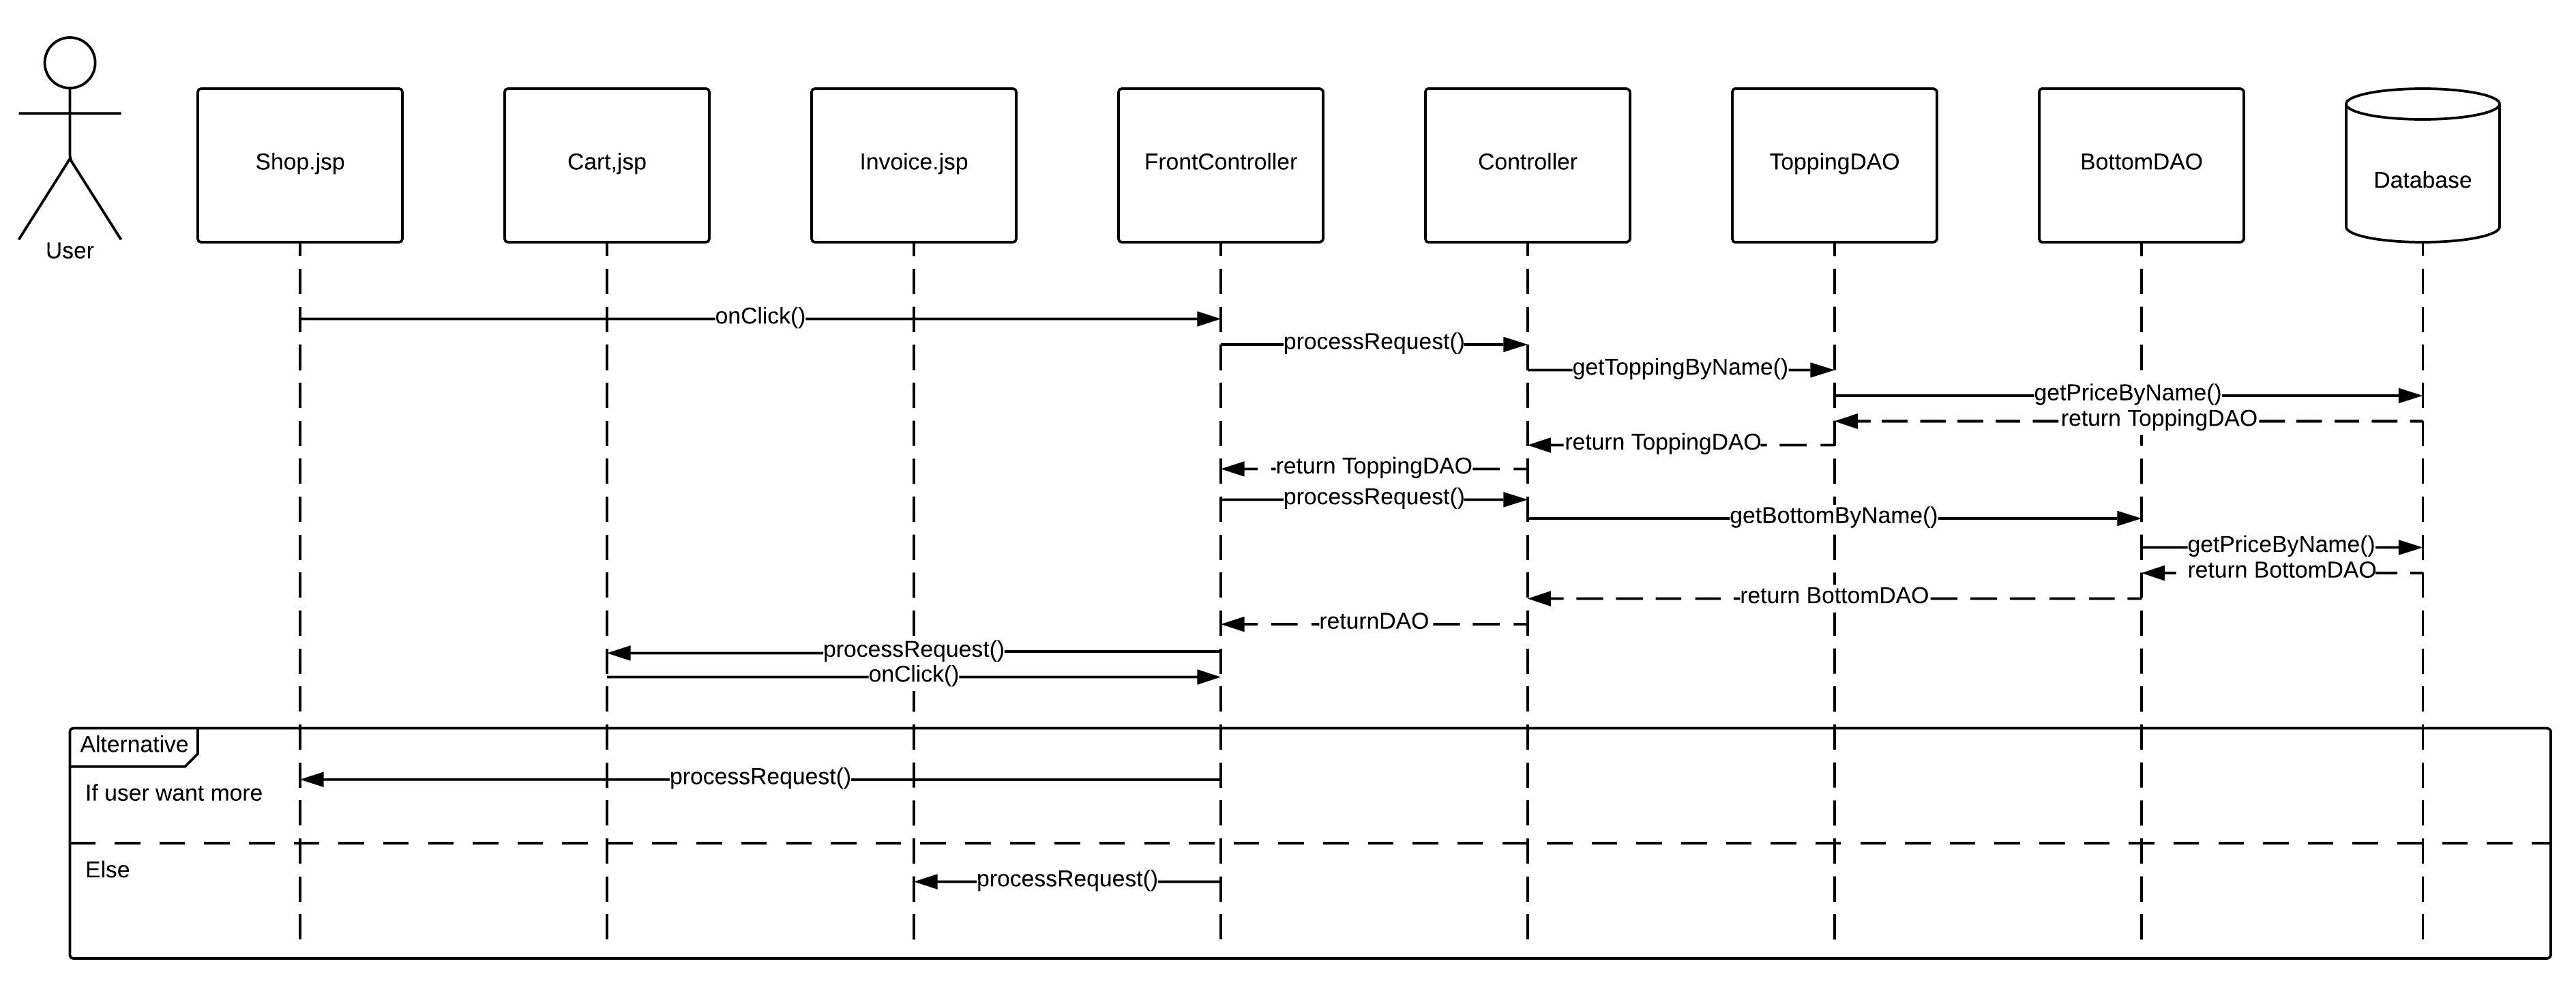 User
Shop.jsp
Cart,jsp
Invoice.jsp
FrontController
Controller
ToppingDAO
BottomDAO
Database
onClick()
processRequest()
getToppingByName()
getPriceByName()
return ToppingDAO
return ToppingDAO
return ToppingDAO
processRequest()
getBottomByName()
getPriceByName()
return BottomDAO
return BottomDAO
returnDAO
processRequest()
onClick()
Alternative
processRequest()
If user want more
Else
processRequest()